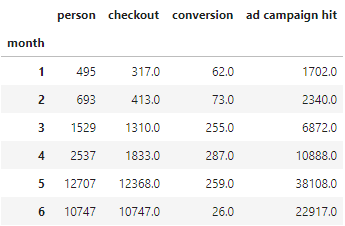 person checkout conversion ad campaign hit
month
1 495 317.0 62.0 1702.0
2 693 413.0 73.0 2340.0
3 1529 1310.0 255.0 6872.0
4 2537 1833.0 287.0 10888.0
5 12707 12368.0 259.0 38108.0
6 10747 10747.0 26.0 22917.0